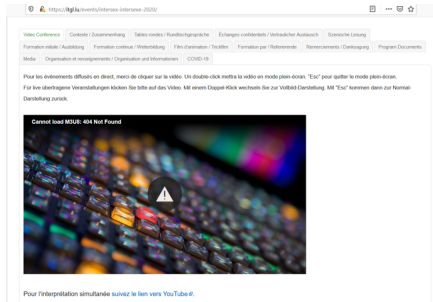 https://itgl.lu/events/intersex-intersexe-2020/
Video Conference Contexte / Zusammenhang Tables rondes / Rundtischgespräche Échanges confidentiels / Vertraulicher Austausch Szenische Lesung
Formation initiale / Ausbildung Formation continue / Weiterbildung Film d'animation / Trickfilm Formation par / Referierende Remerciements / Danksagung Program Documents
Media Organisation et renseignements / Organisation und Informationen COVID-19
Pour les événements diffusés en direct, merci de cliquer sur la vidéo. Un double-click mettra la vidéo en mode plein-écran. "Esc" pour quitter le mode plein-écran.
Für live übertragene Veranstaltungen klicken Sie bitte auf das Video. Mit einem Doppel-Klick wechseln Sie zur Vollbild-Darstellung. Mit "Esc" kommen dann zur Normal-
Darstellung zurück.
Cannot load M3U8: 404 Not Found
Pour l'interprétation simultanée suivez le lien vers YouTube.